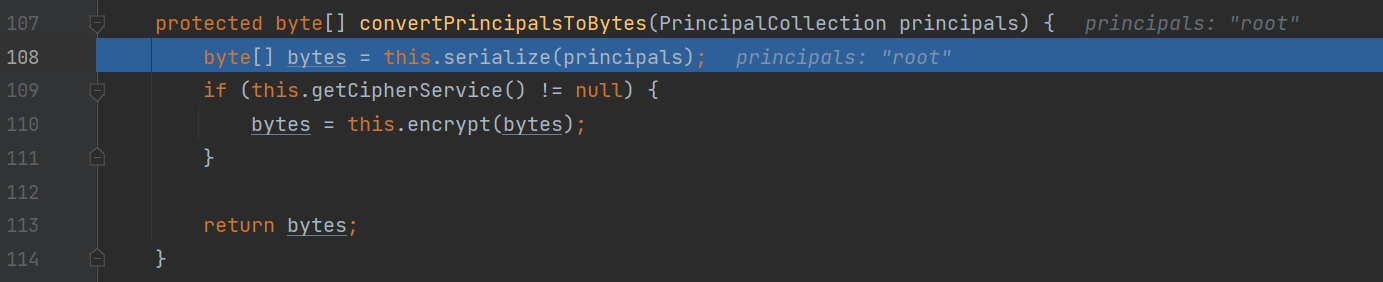 107 protected byte[] convertPrincipalsToBytes(PrincipalCollection principals) { principals: "root"
108 byte[] bytes = this.serialize(principals); principals: "root"
109 if (this.getCipherService() != null) {
110 bytes = this.encrypt(bytes);
111 }
112
113 return bytes;
114 }